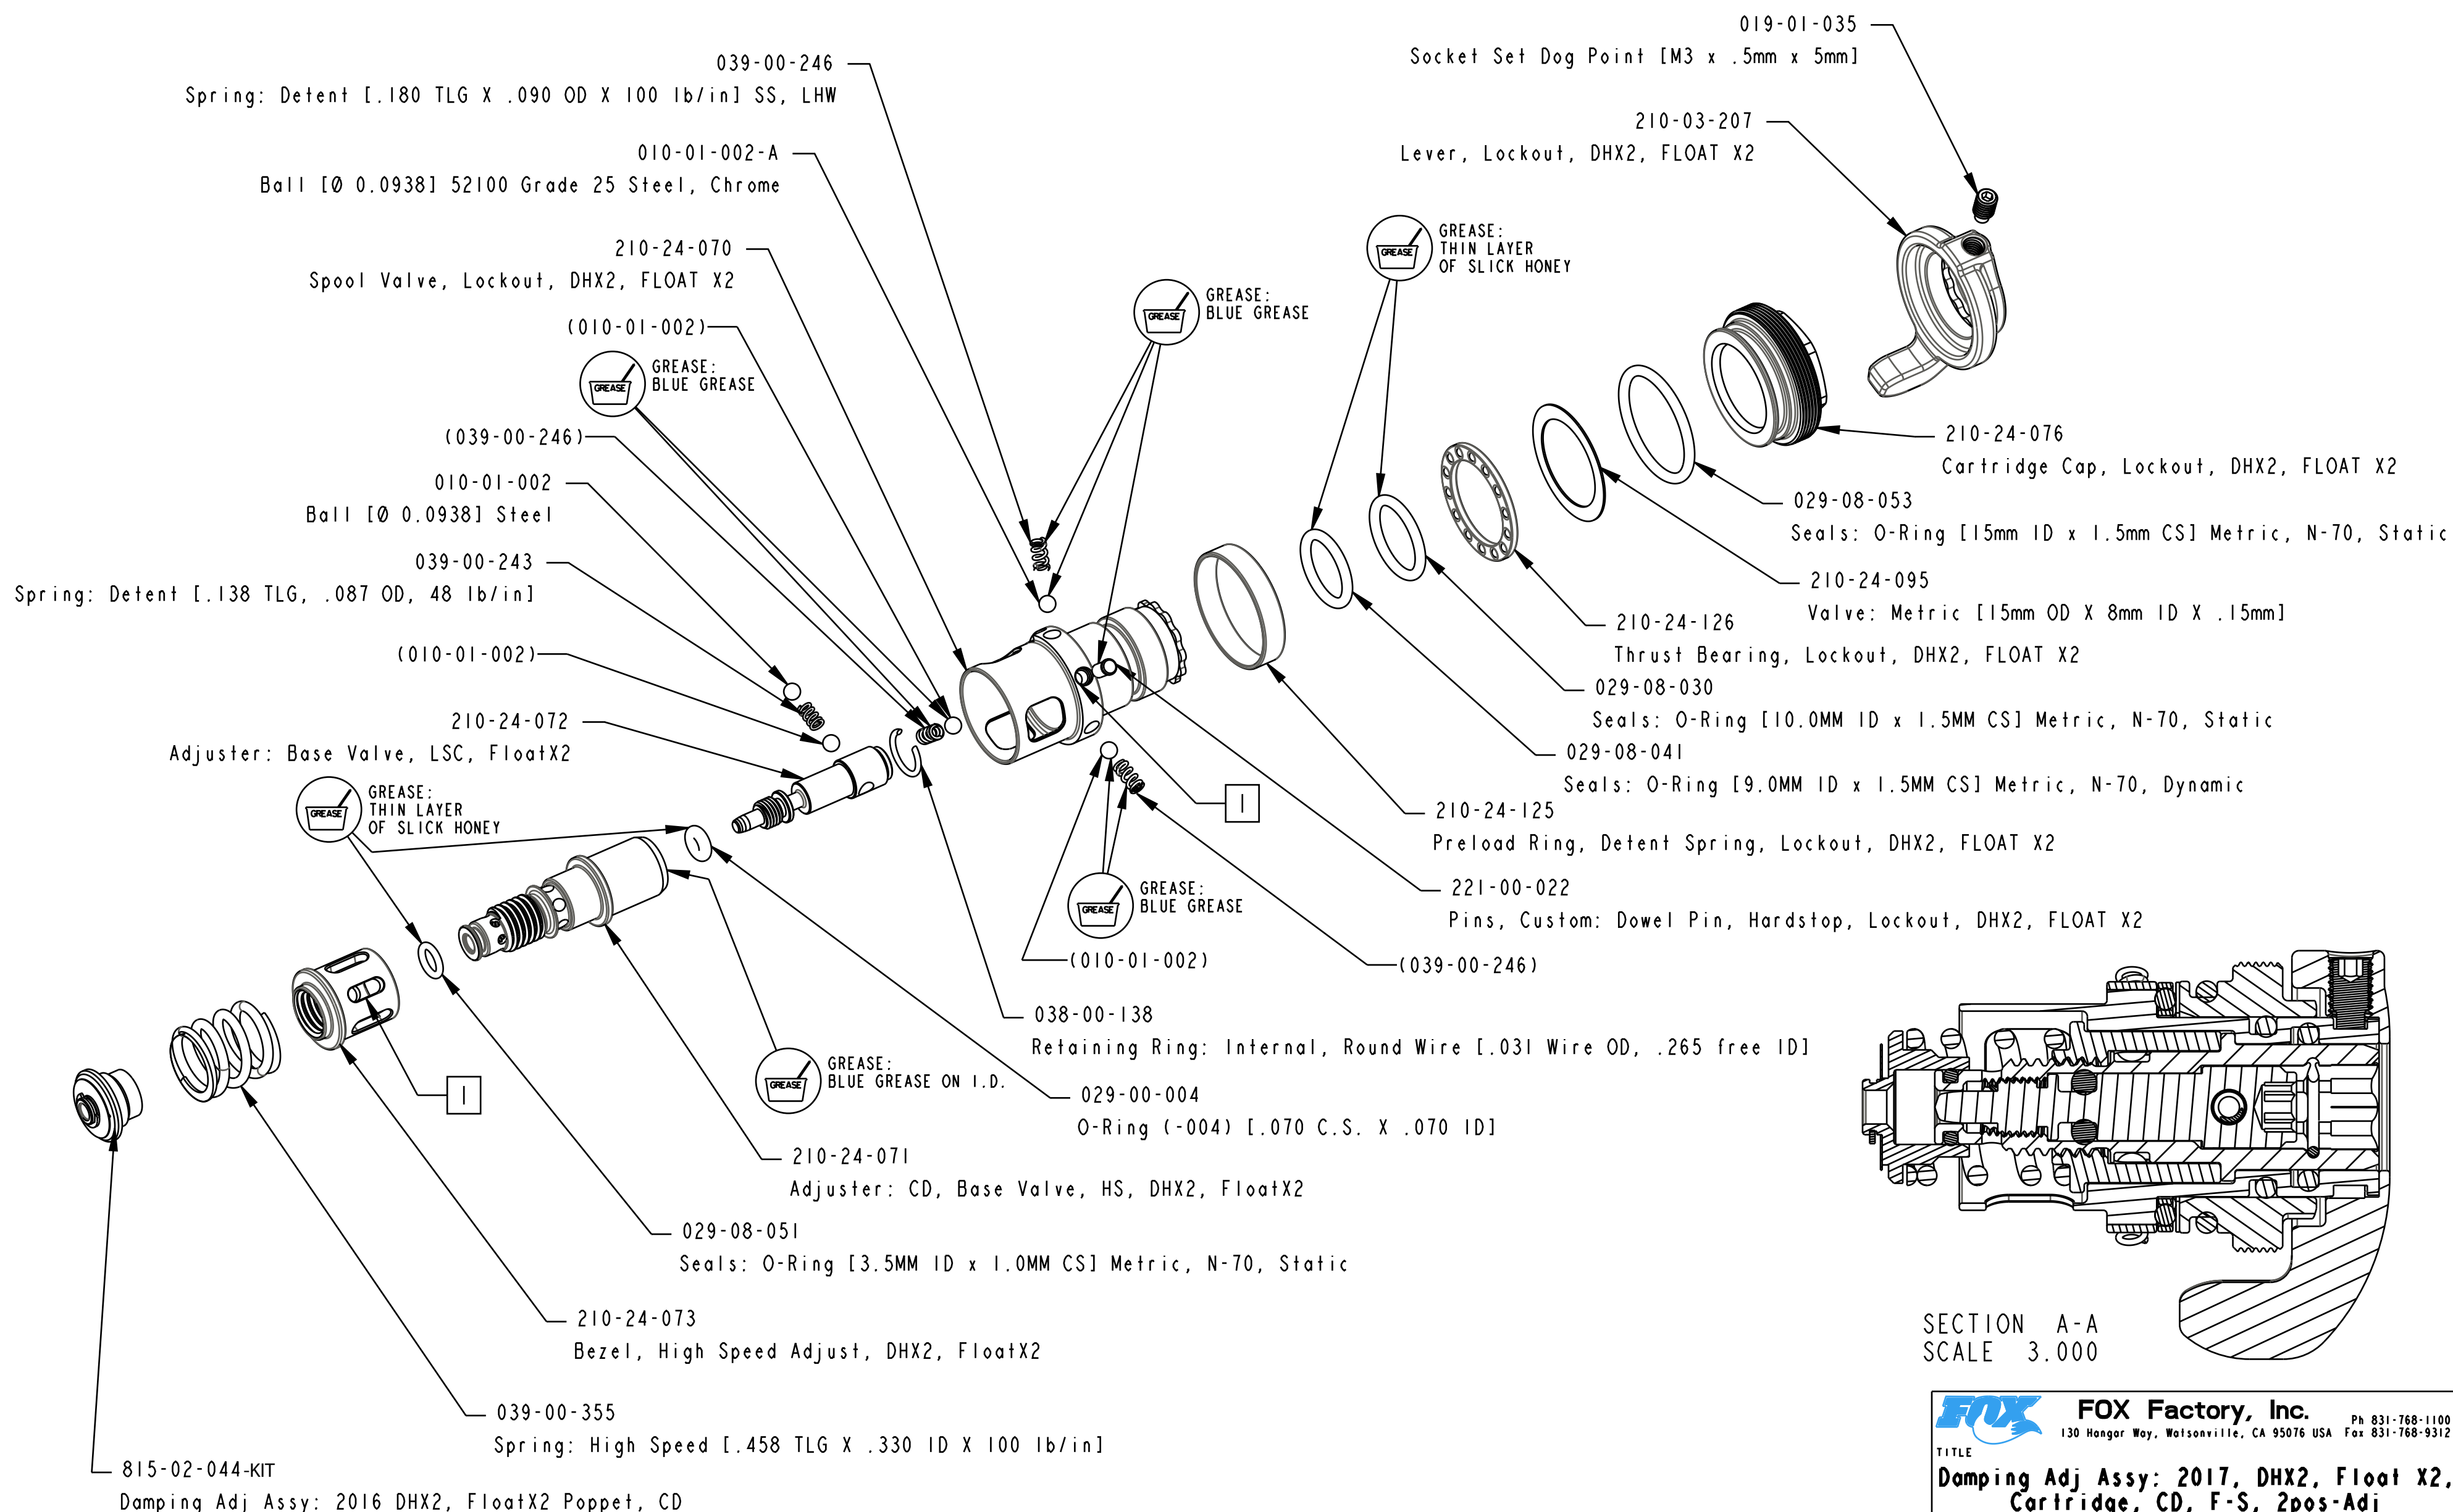 019-01-035
Socket Set Dog Point [M3 x .5mm x 5mm]
039-00-246
Spring: Detent [.180 TLG X .090 OD X 100 lb/in] SS, LHW
210-03-207
Lever, Lockout, DHX2, FLOAT X2
010-01-002-A
Ball [Ø 0.0938] 52100 Grade 25 Steel, Chrome
210-24-070
Spool Valve, Lockout, DHX2, FLOAT X2
GREASE
GREASE:
THIN LAYER
OF SLICK HONEY
GREASE
GREASE:
BLUE GREASE
(010-01-002)
GREASE
GREASE:
BLUE GREASE
(039-00-246)
010-01-002
Ball [Ø 0.0938] Steel
039-00-243
Spring: Detent [.138 TLG, .087 OD, 48 lb/in]
(010-01-002)
210-24-072
Adjuster: Base Valve, LSC, FloatX2
GREASE
GREASE:
THIN LAYER
OF SLICK HONEY
210-24-076
Cartridge Cap, Lockout, DHX2, FLOAT X2
029-08-053
Seals: O-Ring [15mm ID x 1.5mm CS] Metric, N-70, Static
210-24-095
Valve: Metric [15mm OD X 8mm ID X .15mm]
210-24-126
Thrust Bearing, Lockout, DHX2, FLOAT X2
029-08-030
Seals: O-Ring [10.0MM ID x 1.5MM CS] Metric, N-70, Static
029-08-041
Seals: O-Ring [9.0MM ID x 1.5MM CS] Metric, N-70, Dynamic
1
210-24-125
Preload Ring, Detent Spring, Lockout, DHX2, FLOAT X2
221-00-022
Pins, Custom: Dowel Pin, Hardstop, Lockout, DHX2, FLOAT X2
GREASE
GREASE:
BLUE GREASE
(010-01-002)
(039-00-246)
038-00-138
Retaining Ring: Internal, Round Wire [.031 Wire OD, .265 free ID]
GREASE
GREASE:
BLUE GREASE ON I.D.
1
029-00-004
O-Ring (-004) [.070 C.S. X .070 ID]
210-24-071
Adjuster: CD, Base Valve, HS, DHX2, FloatX2
029-08-051
Seals: O-Ring [3.5MM ID x 1.0MM CS] Metric, N-70, Static
210-24-073
Bezel, High Speed Adjust, DHX2, FloatX2
039-00-355
Spring: High Speed [.458 TLG X .330 ID X 100 lb/in]
815-02-044-KIT
Damping Adj Assy: 2016 DHX2, FloatX2 Poppet, CD
SECTION A-A
SCALE 3.000
FOX
FOX Factory, Inc.
Ph 831-768-1100
130 Hangar Way, Watsonville, CA 95076 USA Fax 831-768-9312
TITLE
Damping Adj Assy: 2017, DHX2, Float X2,
Cartridge, CD, F-S, 2pos-Adj